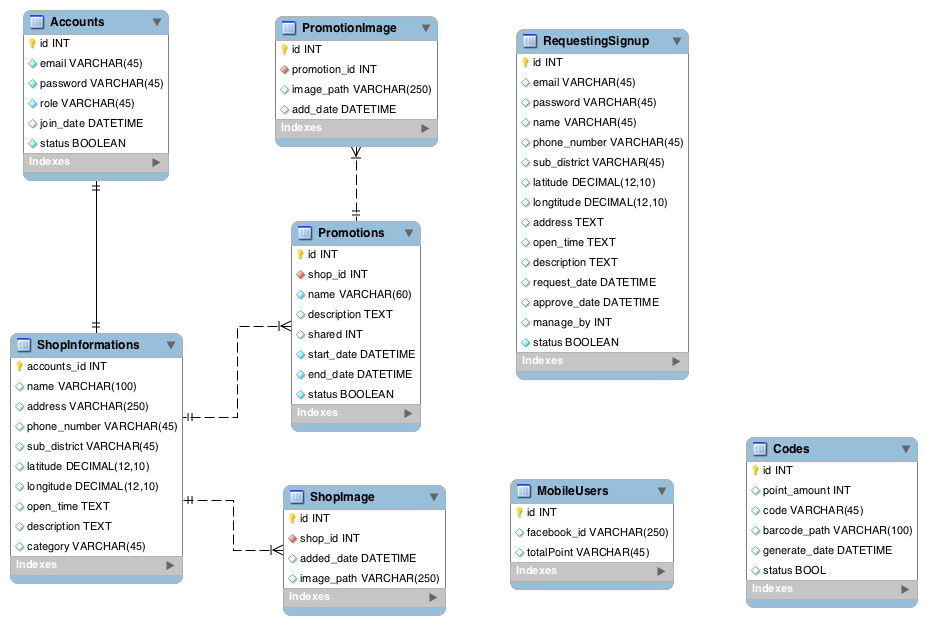 Accounts
id INT
email VARCHAR(45)
password VARCHAR(45)
role VARCHAR(45)
join_date DATETIME
status BOOLEAN
Indexes
PromotionImage
id INT
promotion_id INT
image_path VARCHAR(250)
add_date DATETIME
Indexes
RequestingSignup
id INT
email VARCHAR(45)
password VARCHAR(45)
name VARCHAR(45)
phone_number VARCHAR(45)
sub_district VARCHAR(45)
latitude DECIMAL(12,10)
longtitude DECIMAL(12,10)
address TEXT
open_time TEXT
description TEXT
request_date DATETIME
approve_date DATETIME
manage_by INT
status BOOLEAN
Indexes
Promotions
id INT
shop_id INT
name VARCHAR(60)
description TEXT
shared INT
start_date DATETIME
end_date DATETIME
status BOOLEAN
Indexes
ShopInformations
accounts_id INT
name VARCHAR(100)
address VARCHAR(250)
phone_number VARCHAR(45)
sub_district VARCHAR(45)
latitude DECIMAL(12,10)
longitude DECIMAL(12,10)
open_time TEXT
description TEXT
category VARCHAR(45)
Indexes
ShopImage
id INT
shop_id INT
added_date DATETIME
image_path VARCHAR(250)
Indexes
MobileUsers
id INT
facebook_id VARCHAR(250)
totalPoint VARCHAR(45)
Indexes
Codes
id INT
point_amount INT
code VARCHAR(45)
barcode_path VARCHAR(100)
generate_date DATETIME
status BOOL
Indexes